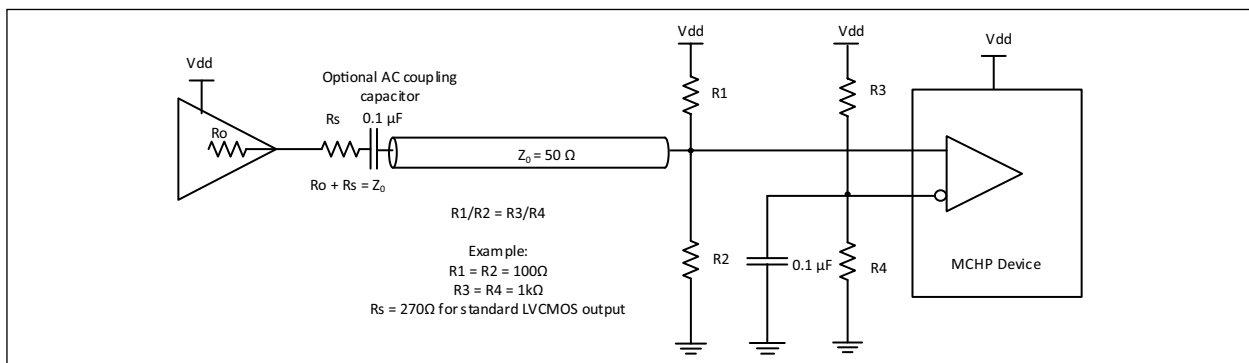 Vdd
Ro
Optional AC coupling
capacitor
Rs
0.1 µF
Ro + Rs = Z0
Z0 = 50 Ω
R1/R2 = R3/R4
Example:
R1 = R2 = 100Ω
R3 = R4 = 1kΩ
Rs = 270Ω for standard LVCMOS output
Vdd
R1
R2
Vdd
R3
0.1 µF
R4
Vdd
MCHP Device